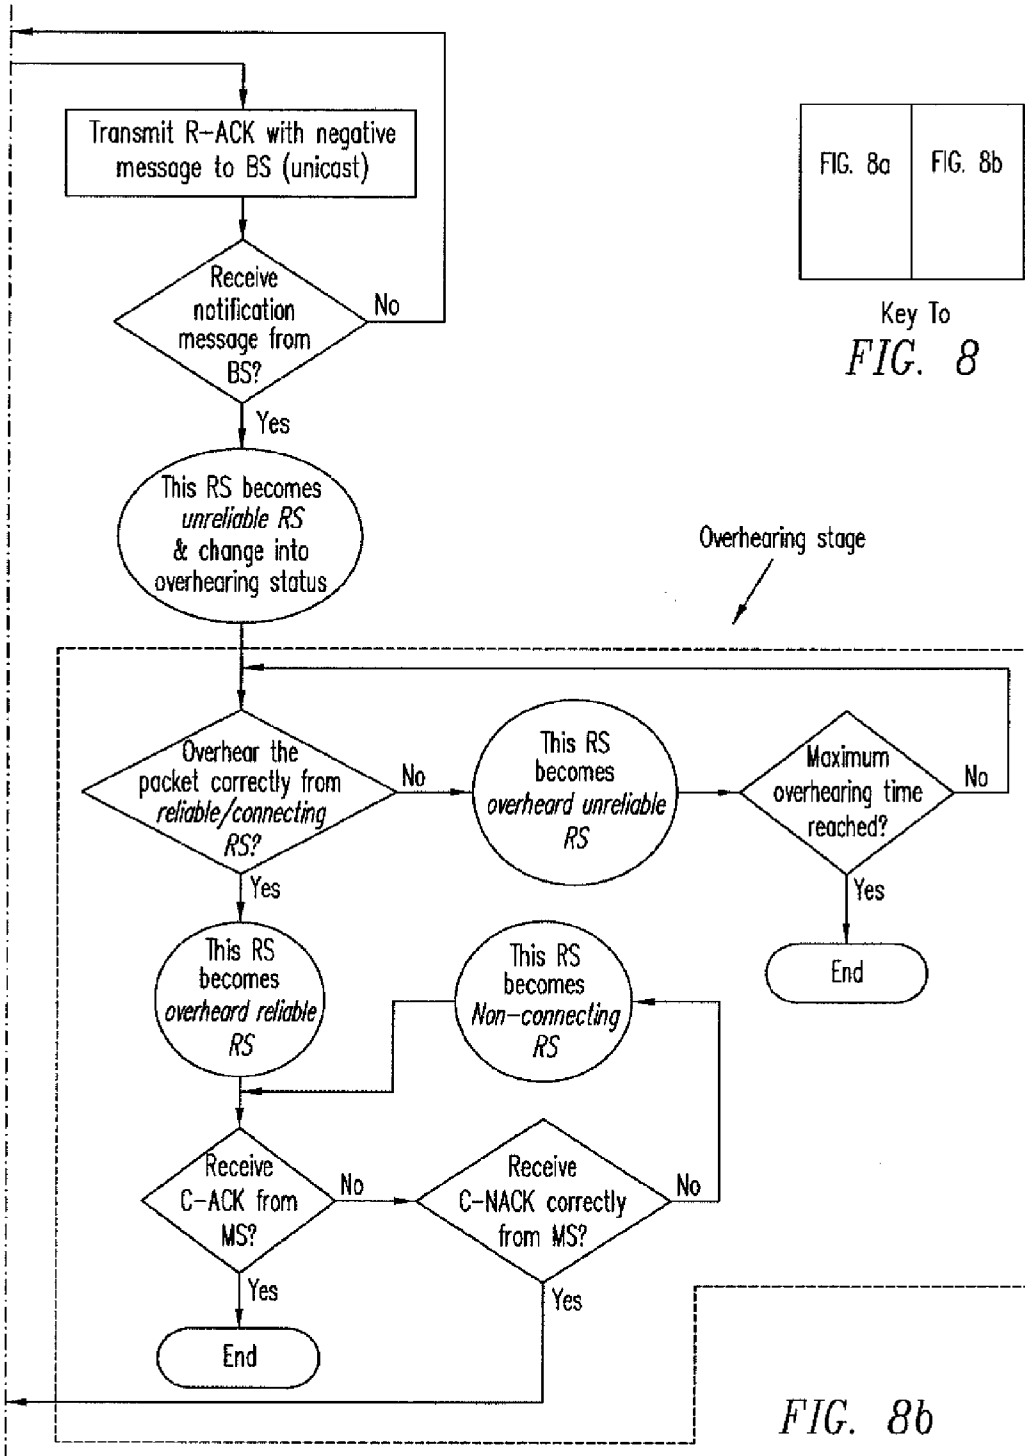 Transmit R-ACK with negative
message to BS (unicast)
FIG. 8a
FIG. 8b
Key To
FIG. 8
Receive
notification
message from
BS?
No
Yes
This RS becomes
unreliable RS
& change into
overhearing status
Overhearing stage
Overhear the
packet correctly from
reliable/connecting
RS?
No
This RS
becomes
overheard unreliable
RS
Maximum
overhearing time
reached?
No
Yes
Yes
End
This RS
becomes
overheard reliable
RS
This RS
becomes
Non-connecting
RS
Receive
C-ACK from
MS?
No
Receive
C-NACK correctly
from MS?
No
Yes
Yes
End
FIG. 8b